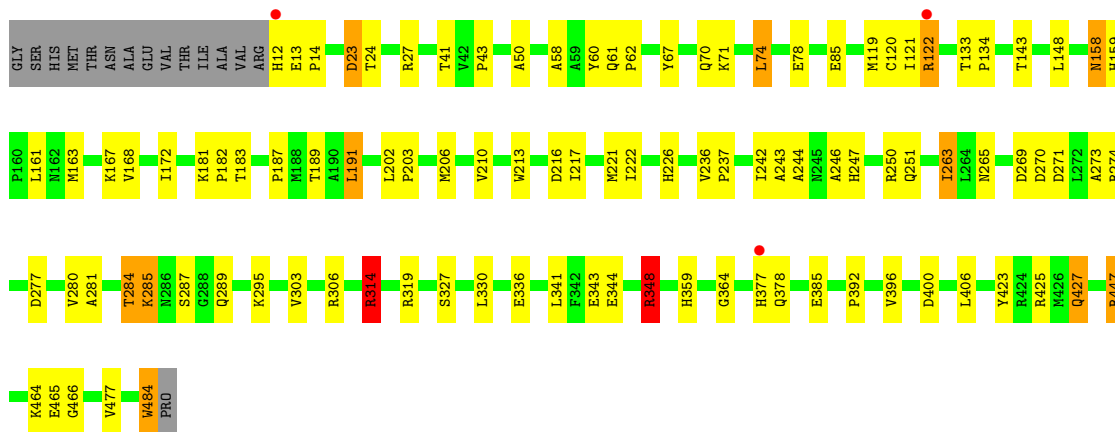 GLY SER HIS MET THR ASN ALA GLU VAL THR ILE ALA VAL ARG H12 E13 P14 D23 T24 R27 T41 V42 P43 A50 A58 A59 Y60 Q61 P62 Y67 Q70 K71 L74 E78 E85 M119 C120 I121 R122 T133 P134 T143 L148 N158 H159
P160 L161 N162 M163 K167 V168 I172 K181 P182 T183 P187 M188 T189 A190 L191 L202 P203 M206 V210 W213 D216 I217 M221 I222 H226 V236 P237 I242 A243 A244 N245 A246 H247 R250 Q251 I263 L264 N265 D269 D270 D271 L272 A273 R274
D277 V280 A281 T284 K285 N286 S287 G288 Q289 K295 V303 R306 R314 R319 S327 L330 E336 L341 F342 E343 E344 R348 H359 G364 H377 Q378 E385 P392 V396 D400 L406 Y423 R424 R425 M426 Q427 R447
K464 E465 G466 V477 W484 PRO